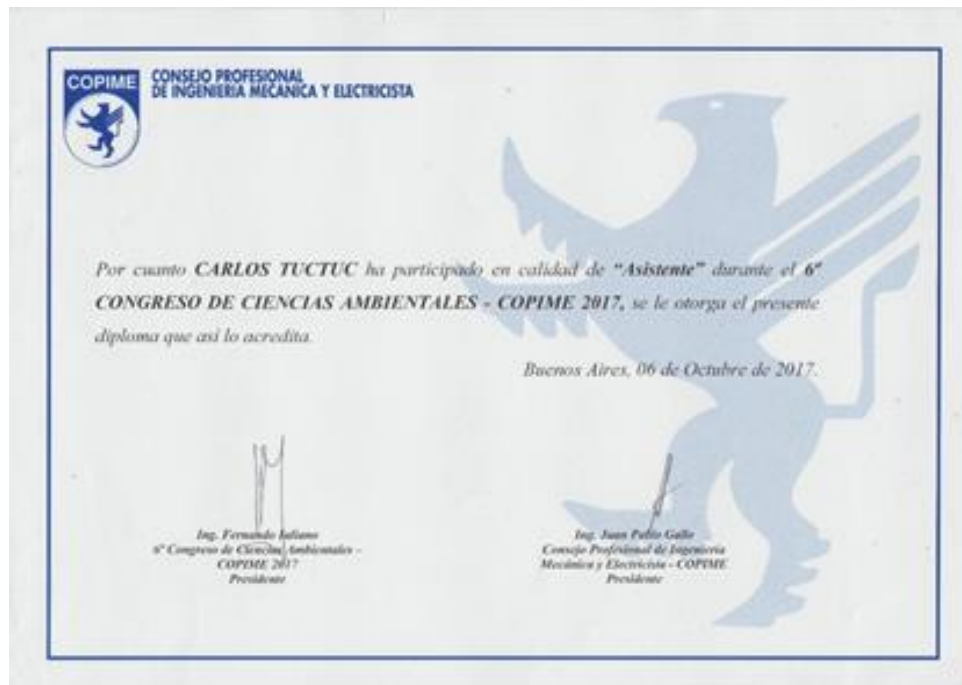 COPIME
CONSEJO PROFESIONAL
DE INGENIERIA MECANICA Y ELECTRICISTA
Por cuanto CARLOS TUCTUC ha participado en calidad de "Asistente" durante el 6º
CONGRESO DE CIENCIAS AMBIENTALES - COPIME 2017, se le otorga el presente
diploma que así lo acredita.
Buenos Aires, 06 de Octubre de 2017.
Ing. Fernando Iuliano
6º Congreso de Ciencias Ambientales -
COPIME 2017
Presidente
Ing. Juan Pablo Gallo
Consejo Profesional de Ingeniería
Mecánica y Electricista - COPIME
Presidente